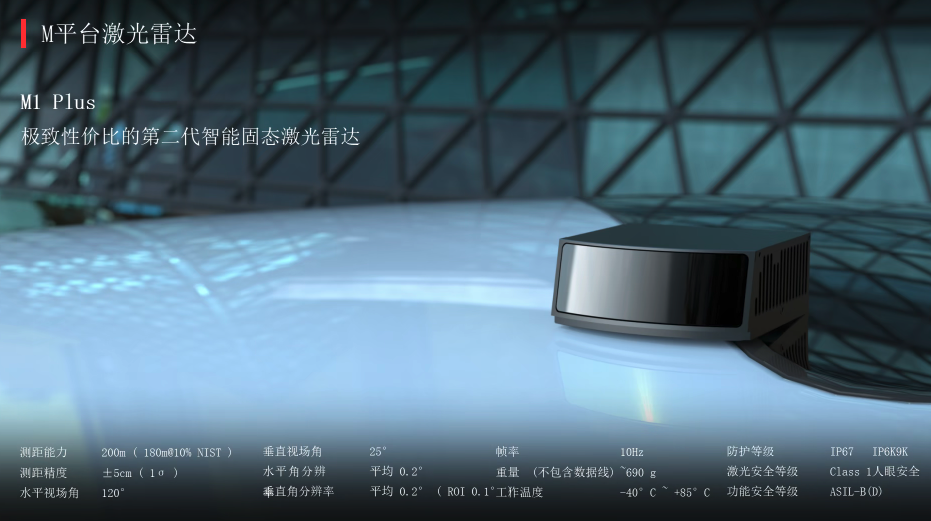 M平台激光雷达
M1 Plus
极致性价比的第二代智能固态激光雷达
测距能力 200m ( 180m@10% NIST )
测距精度 ±5cm ( 1σ )
水平视场角 120°
垂直视场角 25°
水平角分辨率 平均 0.2°
垂直角分辨率 平均 0.2° ( ROI 0.1°
帧率 10Hz
重量 (不包含数据线) ~690 g
工作温度 -40° C ~ +85° C
防护等级 IP67 IP6K9K
激光安全等级 Class 1人眼安全
功能安全等级 ASIL-B(D)